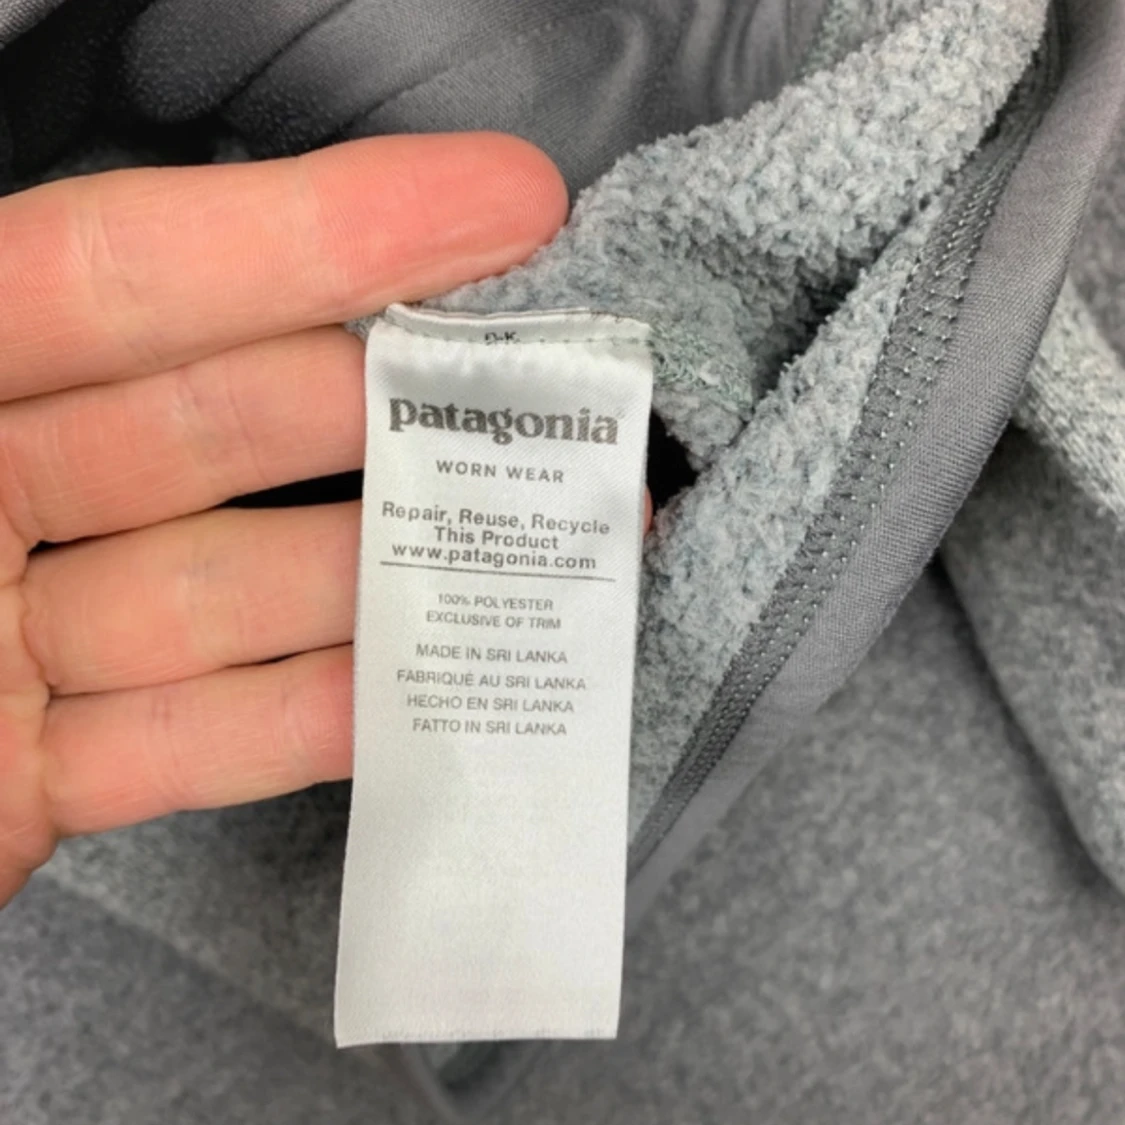 patagonia
WORN WEAR
Repair, Reuse, Recycle
This Product
www.patagonia.com
100% POLYESTER
EXCLUSIVE OF TRIM
MADE IN SRI LANKA
FABRIQUÉ AU SRI LANKA
HECHO EN SRI LANKA
FATTO IN SRI LANKA